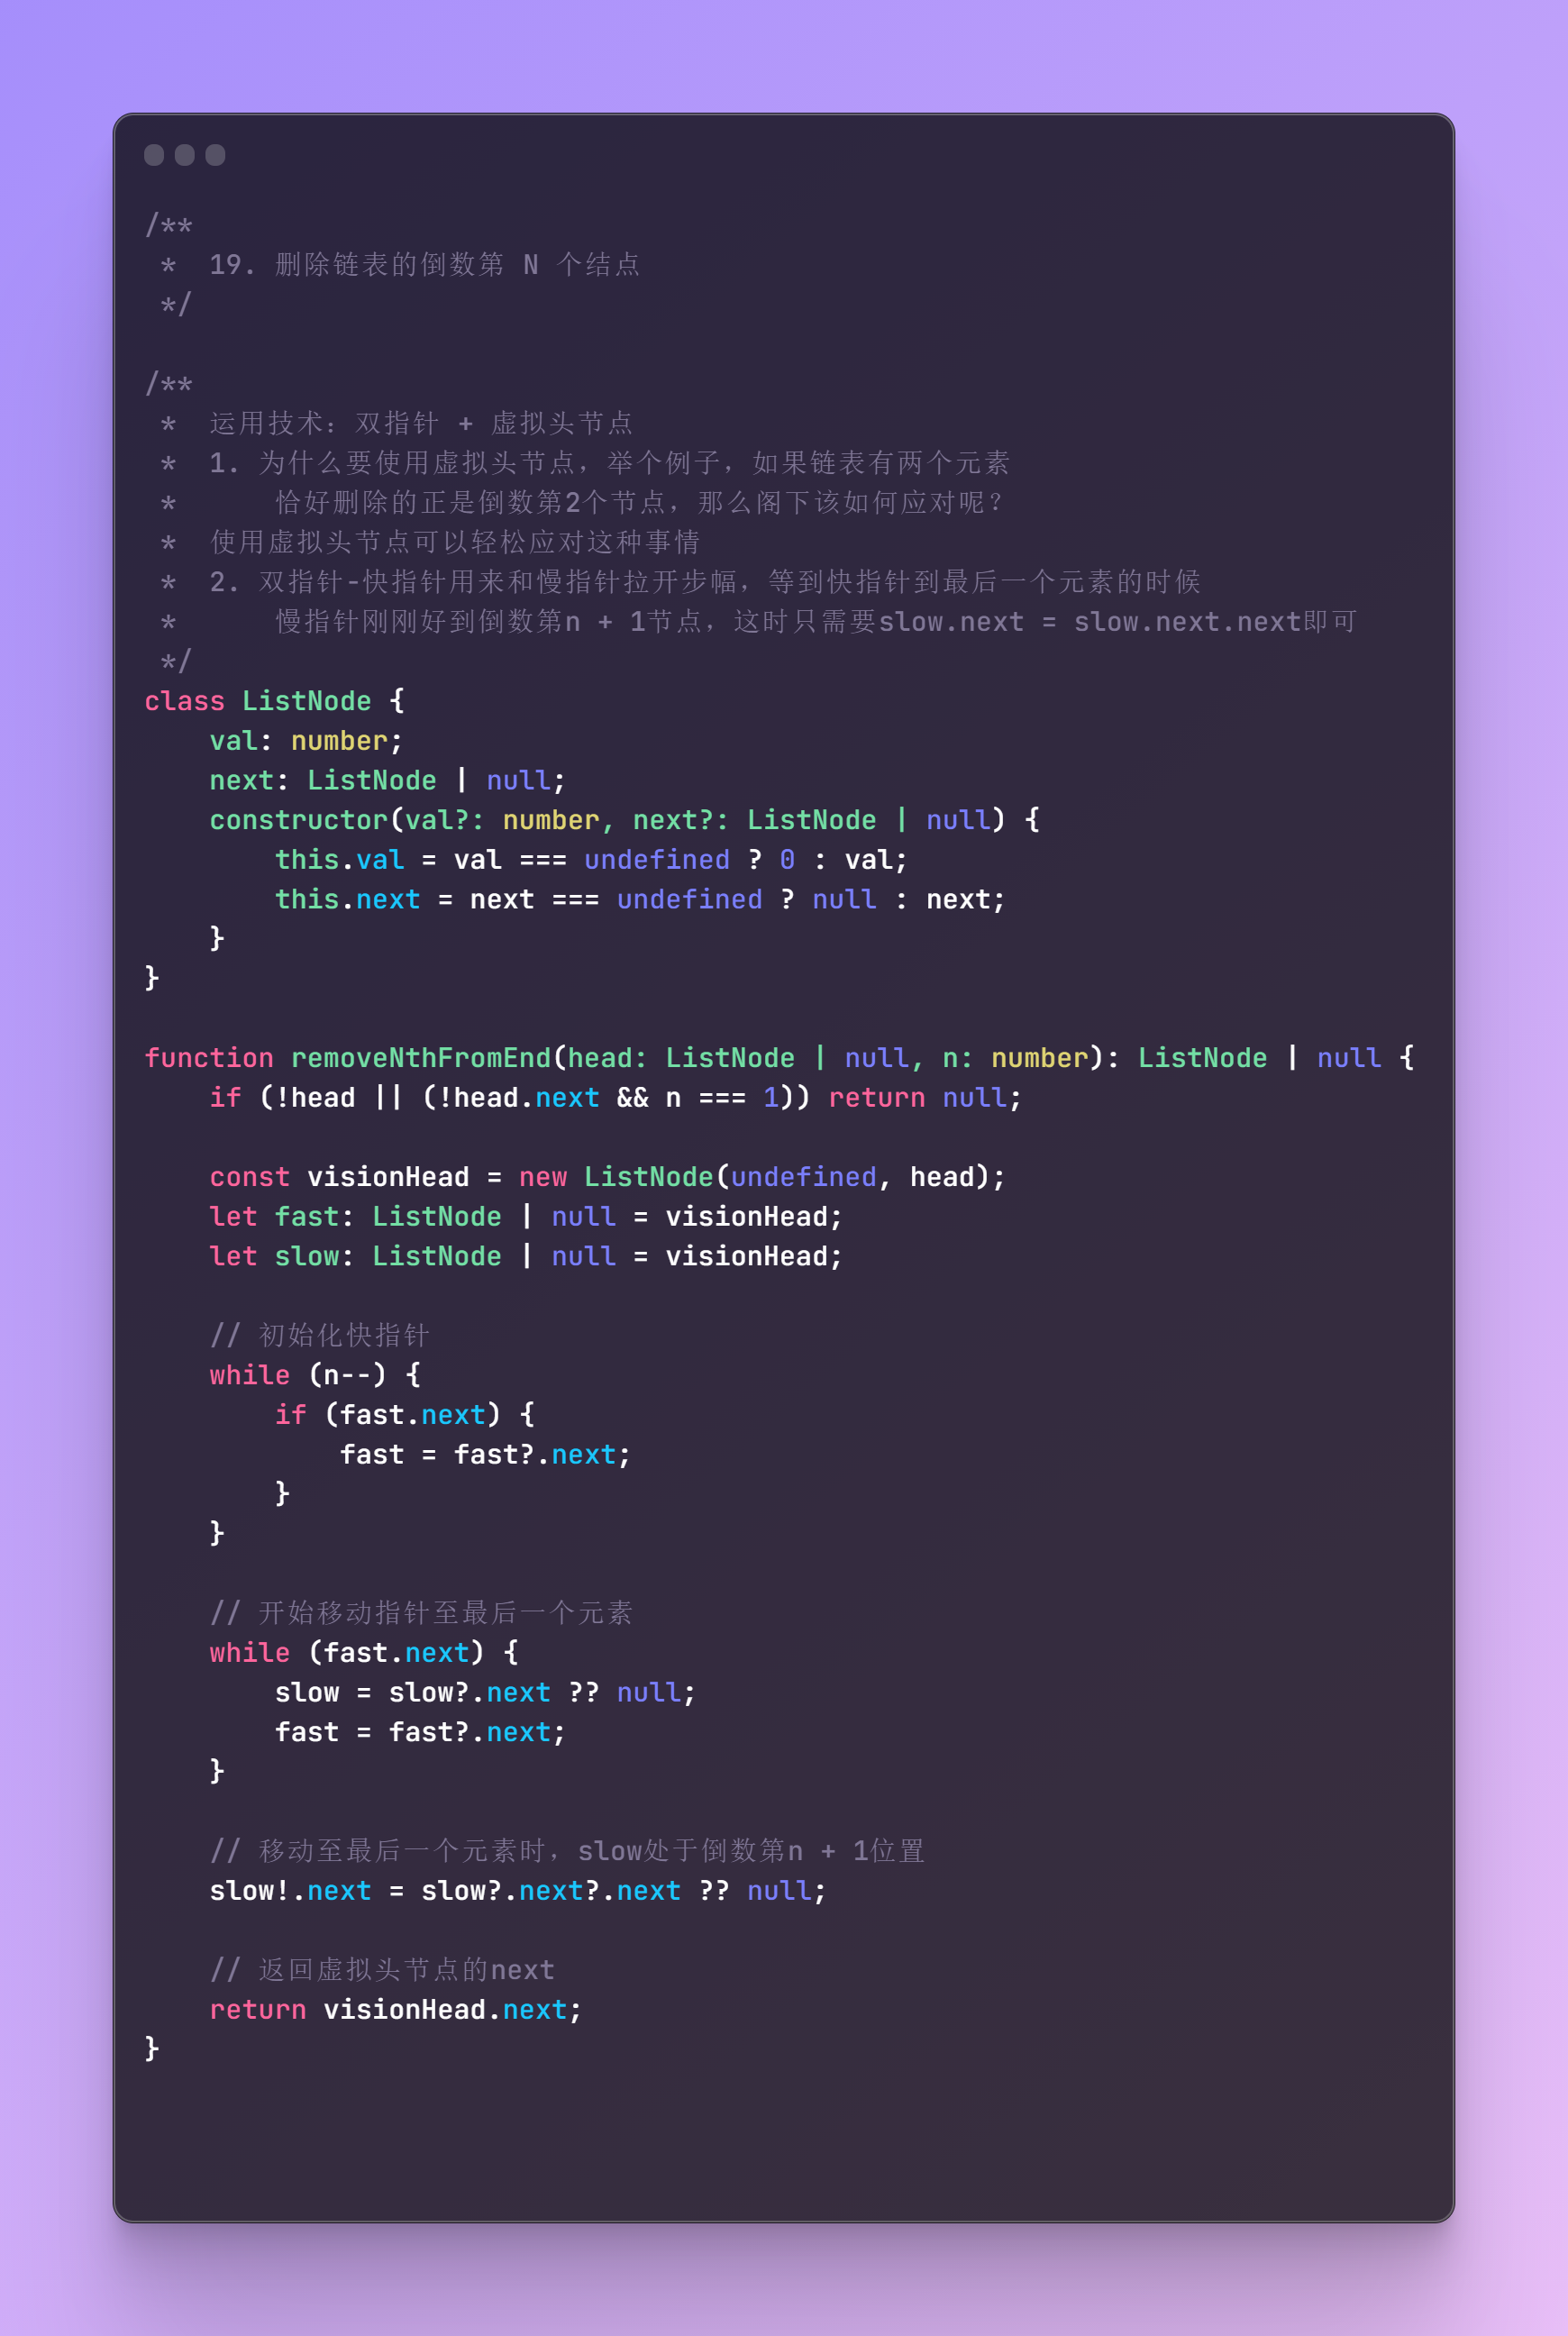 /**
 *  19. 删除链表的倒数第 N 个结点
 */

/**
 *  运用技术：双指针 + 虚拟头节点
 *  1. 为什么要使用虚拟头节点，举个例子，如果链表有两个元素
 *      恰好删除的正是倒数第2个节点，那么阁下该如何应对呢？
 *  使用虚拟头节点可以轻松应对这种事情
 *  2. 双指针-快指针用来和慢指针拉开步幅，等到快指针到最后一个元素的时候
 *      慢指针刚刚好到倒数第n + 1节点，这时只需要slow.next = slow.next.next即可
 */
class ListNode {
    val: number;
    next: ListNode | null;
    constructor(val?: number, next?: ListNode | null) {
        this.val = val === undefined ? 0 : val;
        this.next = next === undefined ? null : next;
    }
}

function removeNthFromEnd(head: ListNode | null, n: number): ListNode | null {
    if (!head || (!head.next && n === 1)) return null;

    const visionHead = new ListNode(undefined, head);
    let fast: ListNode | null = visionHead;
    let slow: ListNode | null = visionHead;

    // 初始化快指针
    while (n--) {
        if (fast.next) {
            fast = fast?.next;
        }
    }

    // 开始移动指针至最后一个元素
    while (fast.next) {
        slow = slow?.next ?? null;
        fast = fast?.next;
    }

    // 移动至最后一个元素时，slow处于倒数第n + 1位置
    slow!.next = slow?.next?.next ?? null;

    // 返回虚拟头节点的next
    return visionHead.next;
}